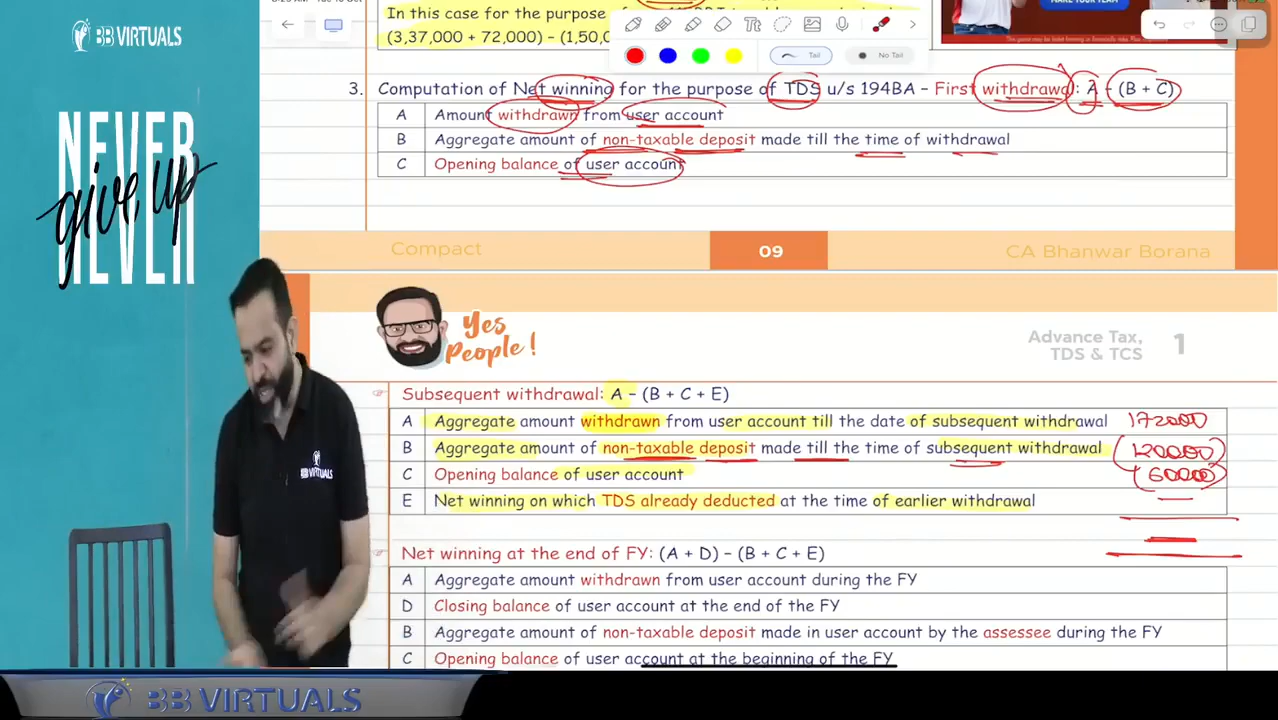 BB VIRTUALS
NEVER
give up
NEVER
In this case for the purpose
(3,37,000 + 72,000) – (1,50,0
Tail
No Tail
3. Computation of Net winning for the purpose of TDS u/s 194BA – First withdrawal: A – (B + C)
A Amount withdrawn from user account
B Aggregate amount of non-taxable deposit made till the time of withdrawal
C Opening balance of user account
Compact 09 CA Bhanwar Borana
Yes
People!
Advance Tax,
TDS & TCS 1
Subsequent withdrawal: A – (B + C + E)
A Aggregate amount withdrawn from user account till the date of subsequent withdrawal 172000
B Aggregate amount of non-taxable deposit made till the time of subsequent withdrawal (120000)
C Opening balance of user account (60000)
E Net winning on which TDS already deducted at the time of earlier withdrawal —
Net winning at the end of FY: (A + D) – (B + C + E)
A Aggregate amount withdrawn from user account during the FY
D Closing balance of user account at the end of the FY
B Aggregate amount of non-taxable deposit made in user account by the assessee during the FY
C Opening balance of user account at the beginning of the FY
BB VIRTUALS
BB VIRTUALS